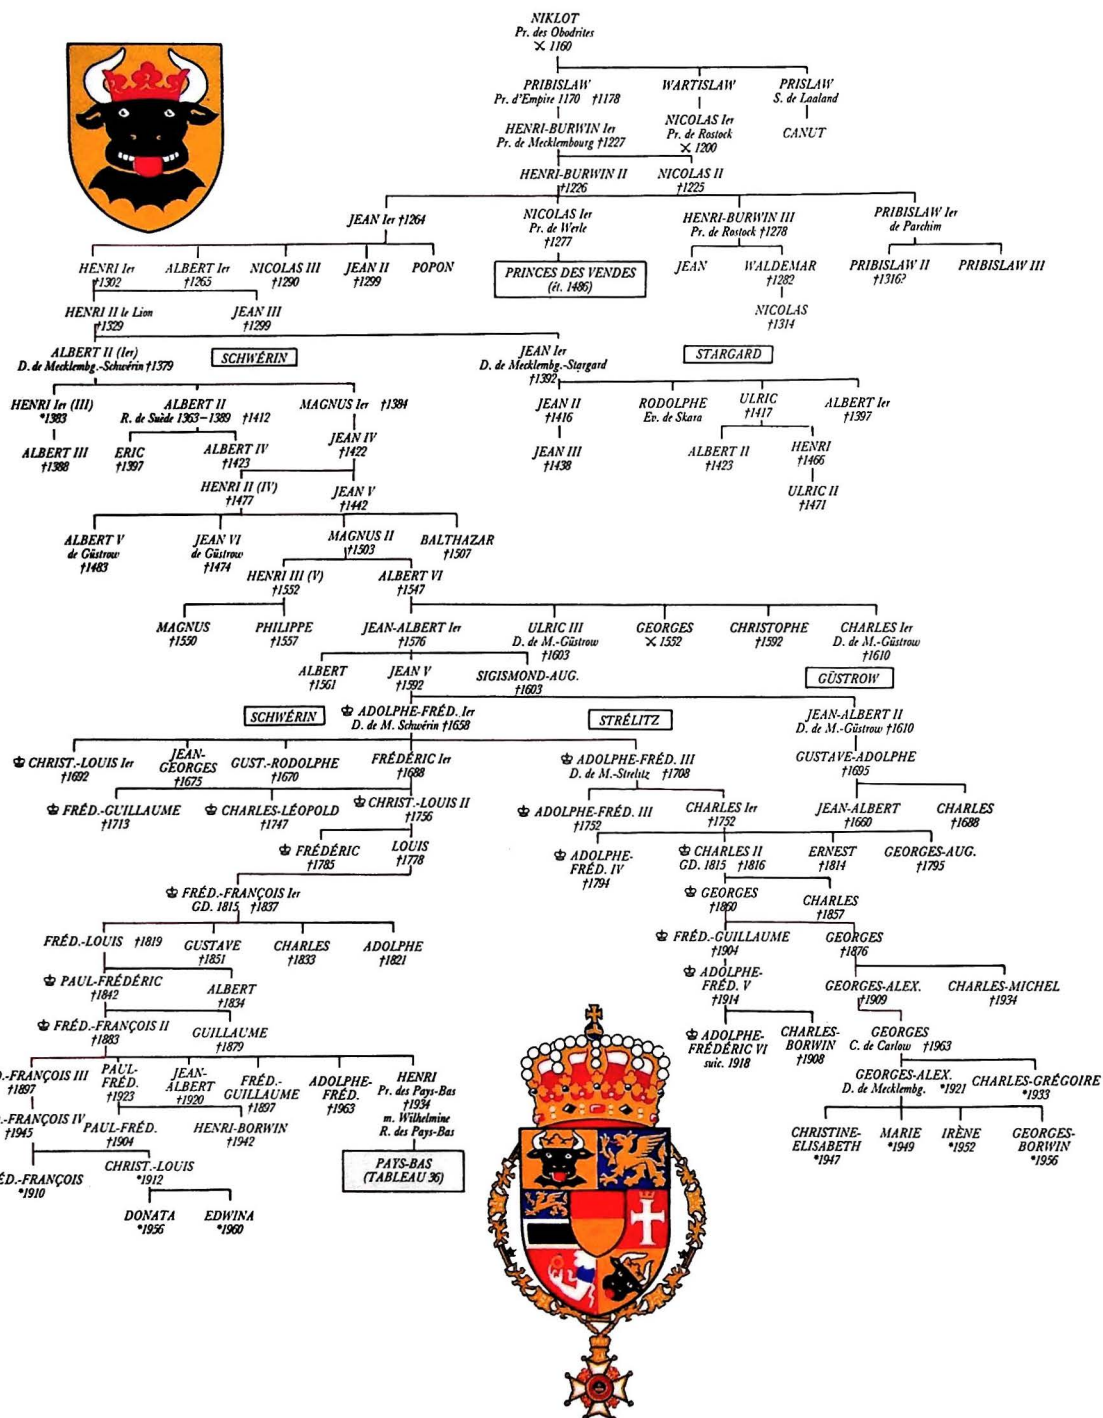 NIKLOT
Pr. des Obodrites
⚔ 1160
PRIBISLAW
Pr. d'Empire 1170 †1178
WARTISLAW
PRISLAW
S. de Laaland
HENRI-BURWIN Ier
Pr. de Mecklembourg †1227
NICOLAS Ier
Pr. de Rostock
⚔ 1200
CANUT
HENRI-BURWIN II
†1226
NICOLAS II
†1225
JEAN Ier †1264
NICOLAS Ier
Pr. de Werle
†1277
HENRI-BURWIN III
Pr. de Rostock †1278
PRIBISLAW Ier
de Parchim
HENRI Ier
†1302
ALBERT Ier
†1265
NICOLAS III
†1290
JEAN II
†1299
POPON
PRINCES DES VENDES
(ét. 1486)
JEAN
WALDEMAR
†1282
PRIBISLAW II
†1316?
PRIBISLAW III
HENRI II le Lion
†1329
JEAN III
†1299
NICOLAS
†1314
ALBERT II (Ier)
D. de Mecklembg.-Schwérin †1379
SCHWÉRIN
JEAN Ier
D. de Mecklembg.-Stargard
†1392
STARGARD
HENRI Ier (III)
*1383
ALBERT II
R. de Suède 1363–1389 †1412
MAGNUS Ier †1384
JEAN II
†1416
RODOLPHE
Ev. de Skara
ULRIC
†1417
ALBERT Ier
†1397
ALBERT III
†1388
ERIC
†1397
ALBERT IV
†1423
JEAN IV
†1422
JEAN III
†1438
ALBERT II
†1423
HENRI
†1466
HENRI II (IV)
†1477
JEAN V
†1442
ULRIC II
†1471
ALBERT V
de Güstrow
†1483
JEAN VI
de Güstrow
†1474
MAGNUS II
†1503
BALTHAZAR
†1507
HENRI III (V)
†1552
ALBERT VI
†1547
MAGNUS
†1550
PHILIPPE
†1557
JEAN-ALBERT Ier
†1576
ULRIC III
D. de M.-Güstrow
†1603
GEORGES
⚔ 1552
CHRISTOPHE
†1592
CHARLES Ier
D. de M.-Güstrow
†1610
ALBERT
†1561
JEAN V
†1592
SIGISMOND-AUG.
†1603
GÜSTROW
SCHWÉRIN
ADOLPHE-FRÉD. Ier
D. de M. Schwérin †1658
STRÉLITZ
JEAN-ALBERT II
D. de M.-Güstrow †1610
CHRIST.-LOUIS Ier
†1692
JEAN-
GEORGES
†1675
GUST.-RODOLPHE
†1670
FRÉDÉRIC Ier
†1688
ADOLPHE-FRÉD. III
D. de M.-Strelitz †1708
GUSTAVE-ADOLPHE
†1695
FRÉD.-GUILLAUME
†1713
CHARLES-LÉOPOLD
†1747
CHRIST.-LOUIS II
†1756
ADOLPHE-FRÉD. III
†1752
CHARLES Ier
†1752
JEAN-ALBERT
†1660
CHARLES
†1688
FRÉDÉRIC
†1785
LOUIS
†1778
ADOLPHE-
FRÉD. IV
†1794
CHARLES II
GD. 1815 †1816
ERNEST
†1814
GEORGES-AUG.
†1795
FRÉD.-FRANÇOIS Ier
GD. 1815 †1837
GEORGES
†1860
CHARLES
†1857
FRÉD.-LOUIS †1819
GUSTAVE
†1851
CHARLES
†1833
ADOLPHE
†1821
FRÉD.-GUILLAUME
†1904
GEORGES
†1876
PAUL-FRÉDÉRIC
†1842
ALBERT
†1834
ADOLPHE-
FRÉD. V
†1914
GEORGES-ALEX.
†1909
CHARLES-MICHEL
†1934
FRÉD.-FRANÇOIS II
†1883
GUILLAUME
†1879
ADOLPHE-
FRÉDÉRIC VI
suic. 1918
CHARLES-
BORWIN
†1908
GEORGES
C. de Carlow †1963
D.-FRANÇOIS III
†1897
PAUL-
FRÉD.
†1923
JEAN-
ALBERT
†1920
FRÉD.-
GUILLAUME
†1897
ADOLPHE-
FRÉD.
†1963
HENRI
Pr. des Pays-Bas
†1934
m. Wilhelmine
R. des Pays-Bas
GEORGES-ALEX.
D. de Mecklembg. *1921
CHARLES-GRÉGOIRE
*1933
D.-FRANÇOIS IV
†1945
PAUL-FRÉD.
†1904
HENRI-BORWIN
†1942
PAYS-BAS
(TABLEAU 36)
CHRISTINE-
ELISABETH
*1947
MARIE
*1949
IRÈNE
*1952
GEORGES-
BORWIN
*1956
ÉD.-FRANÇOIS
*1910
CHRIST.-LOUIS
*1912
DONATA
*1956
EDWINA
*1960